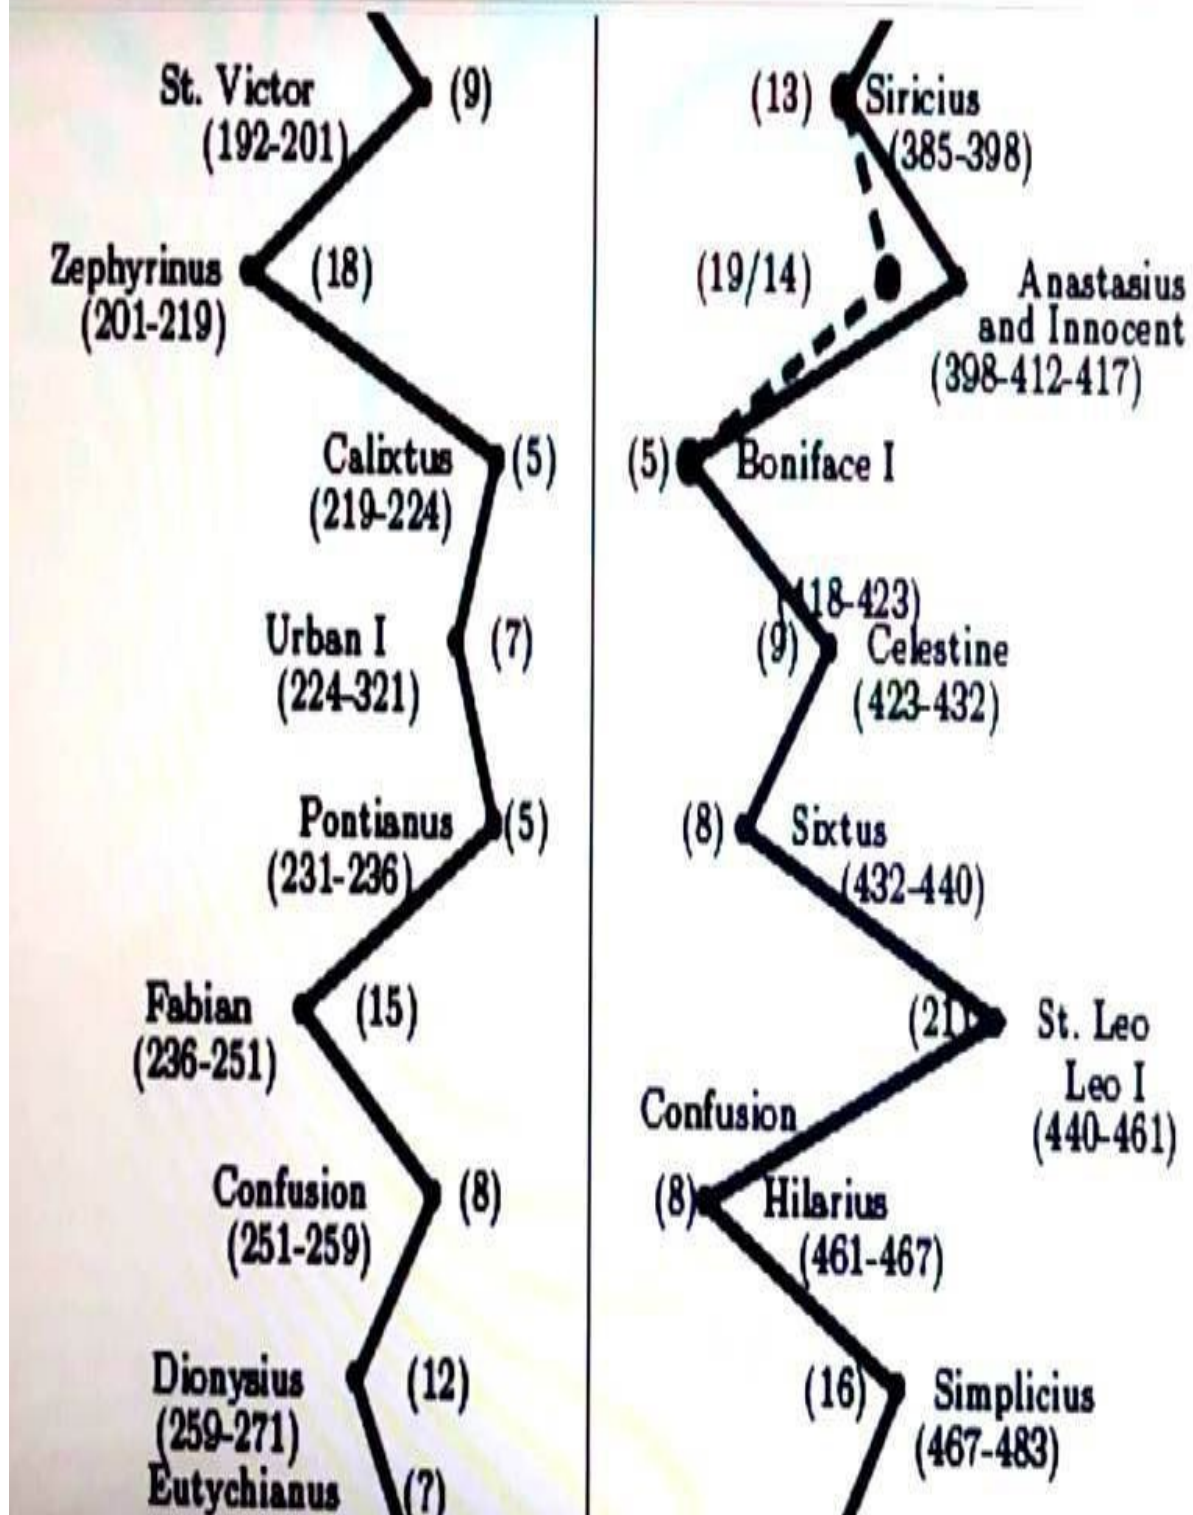 St. Victor
(9)
(192-201)
Zephyrinus
(18)
(201-219)
Calixtus
(5)
(219-224)
Urban I
(7)
(224-321)
Pontianus
(5)
(231-236)
Fabian
(15)
(236-251)
Confusion
(8)
(251-259)
Dionysius
(12)
(259-271)
Eutychianus
(7)
(13)
Siricius
(385-398)
(19/14)
Anastasius
and Innocent
(398-412-417)
(5)
Boniface I
(418-423)
(9)
Celestine
(423-432)
(8)
Sixtus
(432-440)
(21)
St. Leo
Leo I
(440-461)
Confusion
(8)
Hilarius
(461-467)
(16)
Simplicius
(467-483)